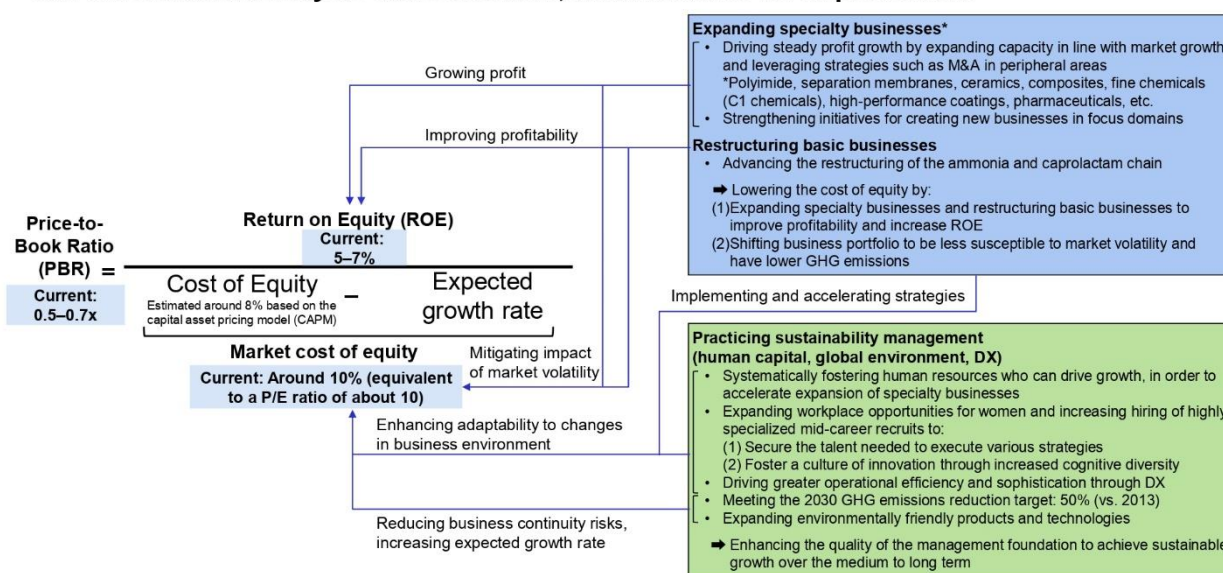 Price-to-
Book Ratio
(PBR) =
Current:
0.5–0.7x
Growing profit
Improving profitability
Return on Equity (ROE)
Current:
5–7%
Cost of Equity
Estimated around 8% based on the
capital asset pricing model (CAPM)
–
Expected
growth rate
Market cost of equity
Current: Around 10% (equivalent
to a P/E ratio of about 10)
Mitigating impact
of market volatility
Enhancing adaptability to changes
in business environment
Reducing business continuity risks,
increasing expected growth rate
Implementing and accelerating strategies
Expanding specialty businesses*
• Driving steady profit growth by expanding capacity in line with market growth
and leveraging strategies such as M&A in peripheral areas
*Polyimide, separation membranes, ceramics, composites, fine chemicals
(C1 chemicals), high-performance coatings, pharmaceuticals, etc.
• Strengthening initiatives for creating new businesses in focus domains
Restructuring basic businesses
• Advancing the restructuring of the ammonia and caprolactam chain
➡ Lowering the cost of equity by:
(1)Expanding specialty businesses and restructuring basic businesses to
improve profitability and increase ROE
(2)Shifting business portfolio to be less susceptible to market volatility and
have lower GHG emissions
Practicing sustainability management
(human capital, global environment, DX)
• Systematically fostering human resources who can drive growth, in order to
accelerate expansion of specialty businesses
• Expanding workplace opportunities for women and increasing hiring of highly
specialized mid-career recruits to:
(1) Secure the talent needed to execute various strategies
(2) Foster a culture of innovation through increased cognitive diversity
• Driving greater operational efficiency and sophistication through DX
• Meeting the 2030 GHG emissions reduction target: 50% (vs. 2013)
• Expanding environmentally friendly products and technologies
➡ Enhancing the quality of the management foundation to achieve sustainable
growth over the medium to long term